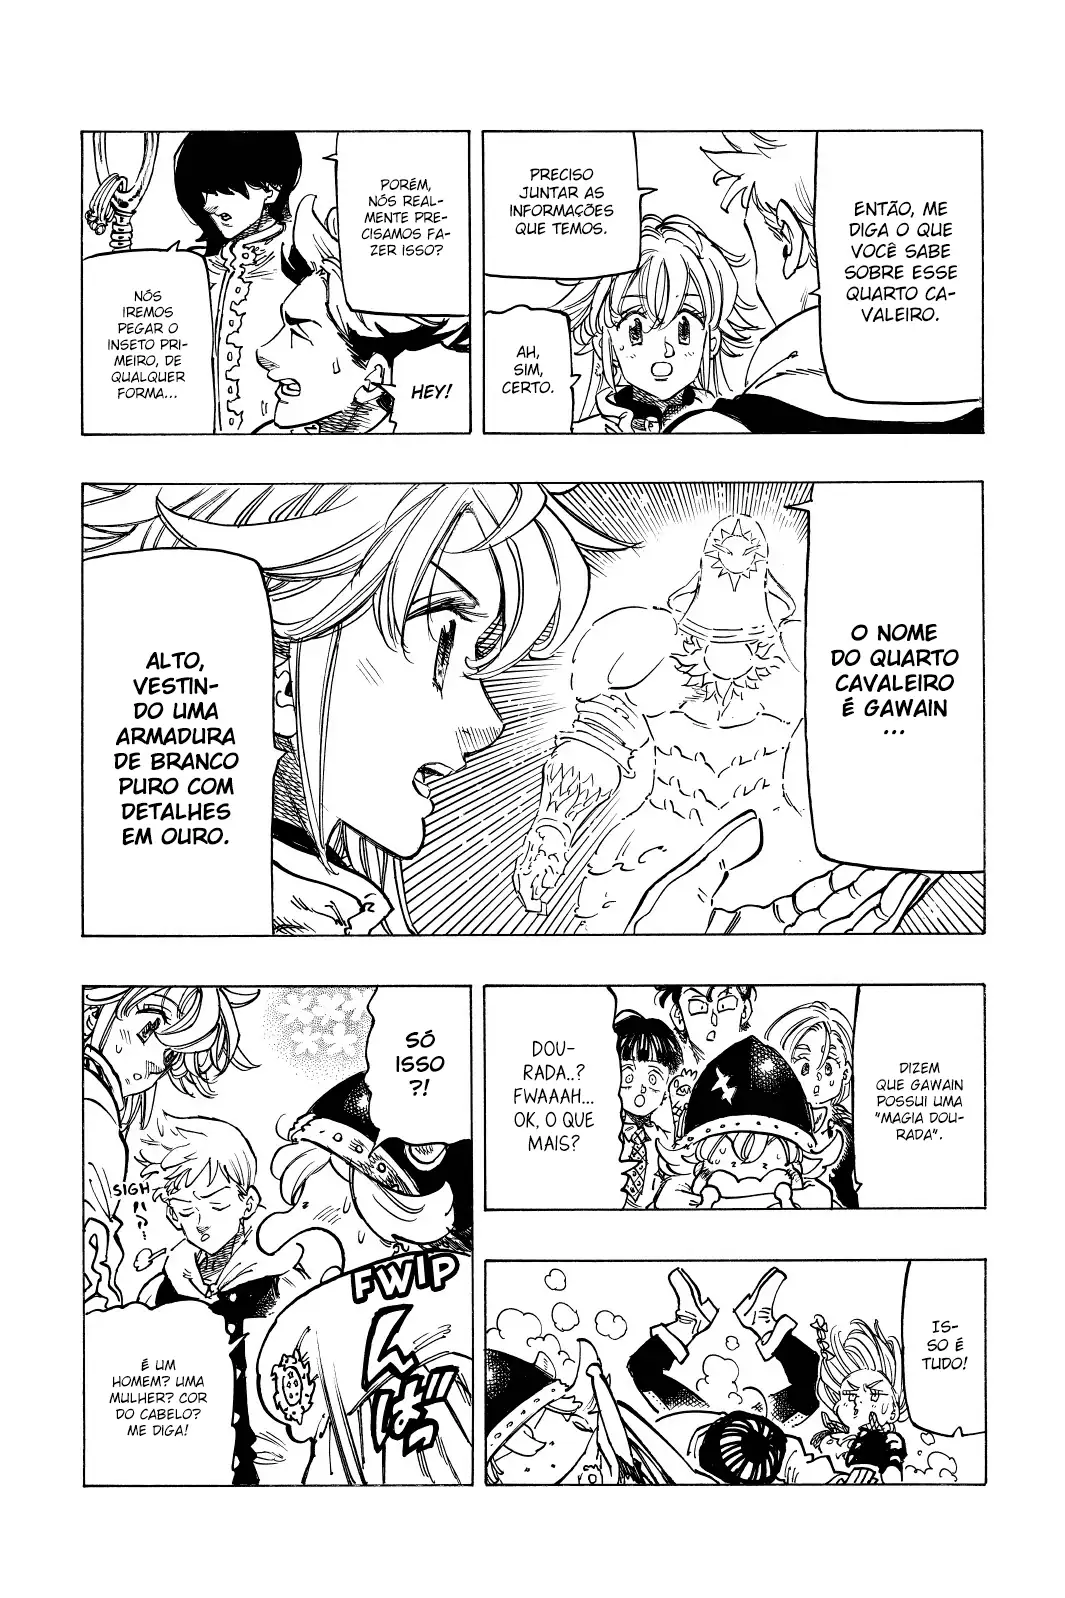 ENTÃO, ME
DIGA O QUE
VOCÊ SABE
SOBRE ESSE
QUARTO CA-
VALEIRO.
PRECISO
JUNTAR AS
INFORMAÇÕES
QUE TEMOS.
AH,
SIM,
CERTO.
PORÉM,
NÓS REAL-
MENTE PRE-
CISAMOS FA-
ZER ISSO?
HEY!
NÓS
IREMOS
PEGAR O
INSETO PRI-
MEIRO, DE
QUALQUER
FORMA...
O NOME
DO QUARTO
CAVALEIRO
É GAWAIN
...
ALTO,
VESTIN-
DO UMA
ARMADURA
DE BRANCO
PURO COM
DETALHES
EM OURO.
DIZEM
QUE GAWAIN
POSSUI UMA
"MAGIA DOU-
RADA".
DOU-
RADA..?
FWAAAH...
OK, O QUE
MAIS?
IS-
SO É
TUDO!
SÓ
ISSO
?!
SIGH
FWIP
んばっ
É UM
HOMEM? UMA
MULHER? COR
DO CABELO?
ME DIGA!